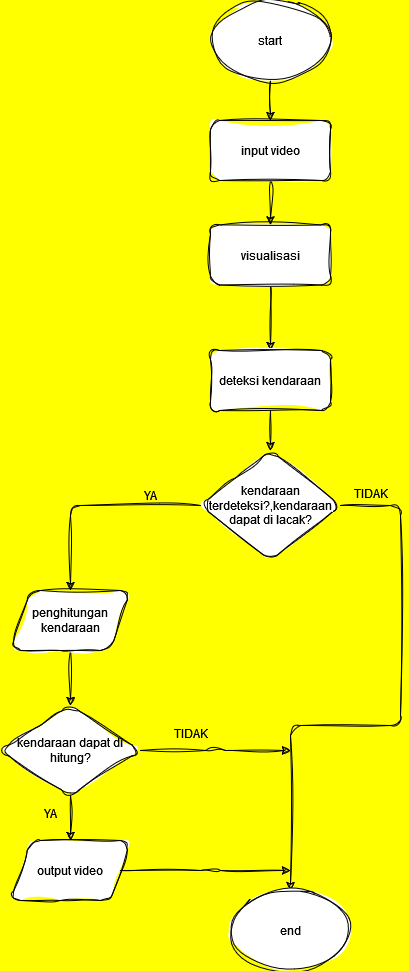 start
input video
visualisasi
deteksi kendaraan
kendaraan
terdeteksi?,kendaraan
dapat di lacak?
YA
TIDAK
penghitungan
kendaraan
kendaraan dapat di
hitung?
TIDAK
YA
output video
end